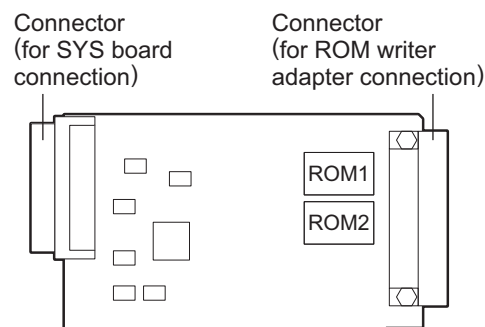 Connector
(for SYS board
connection)
Connector
(for ROM writer
adapter connection)
ROM1
ROM2